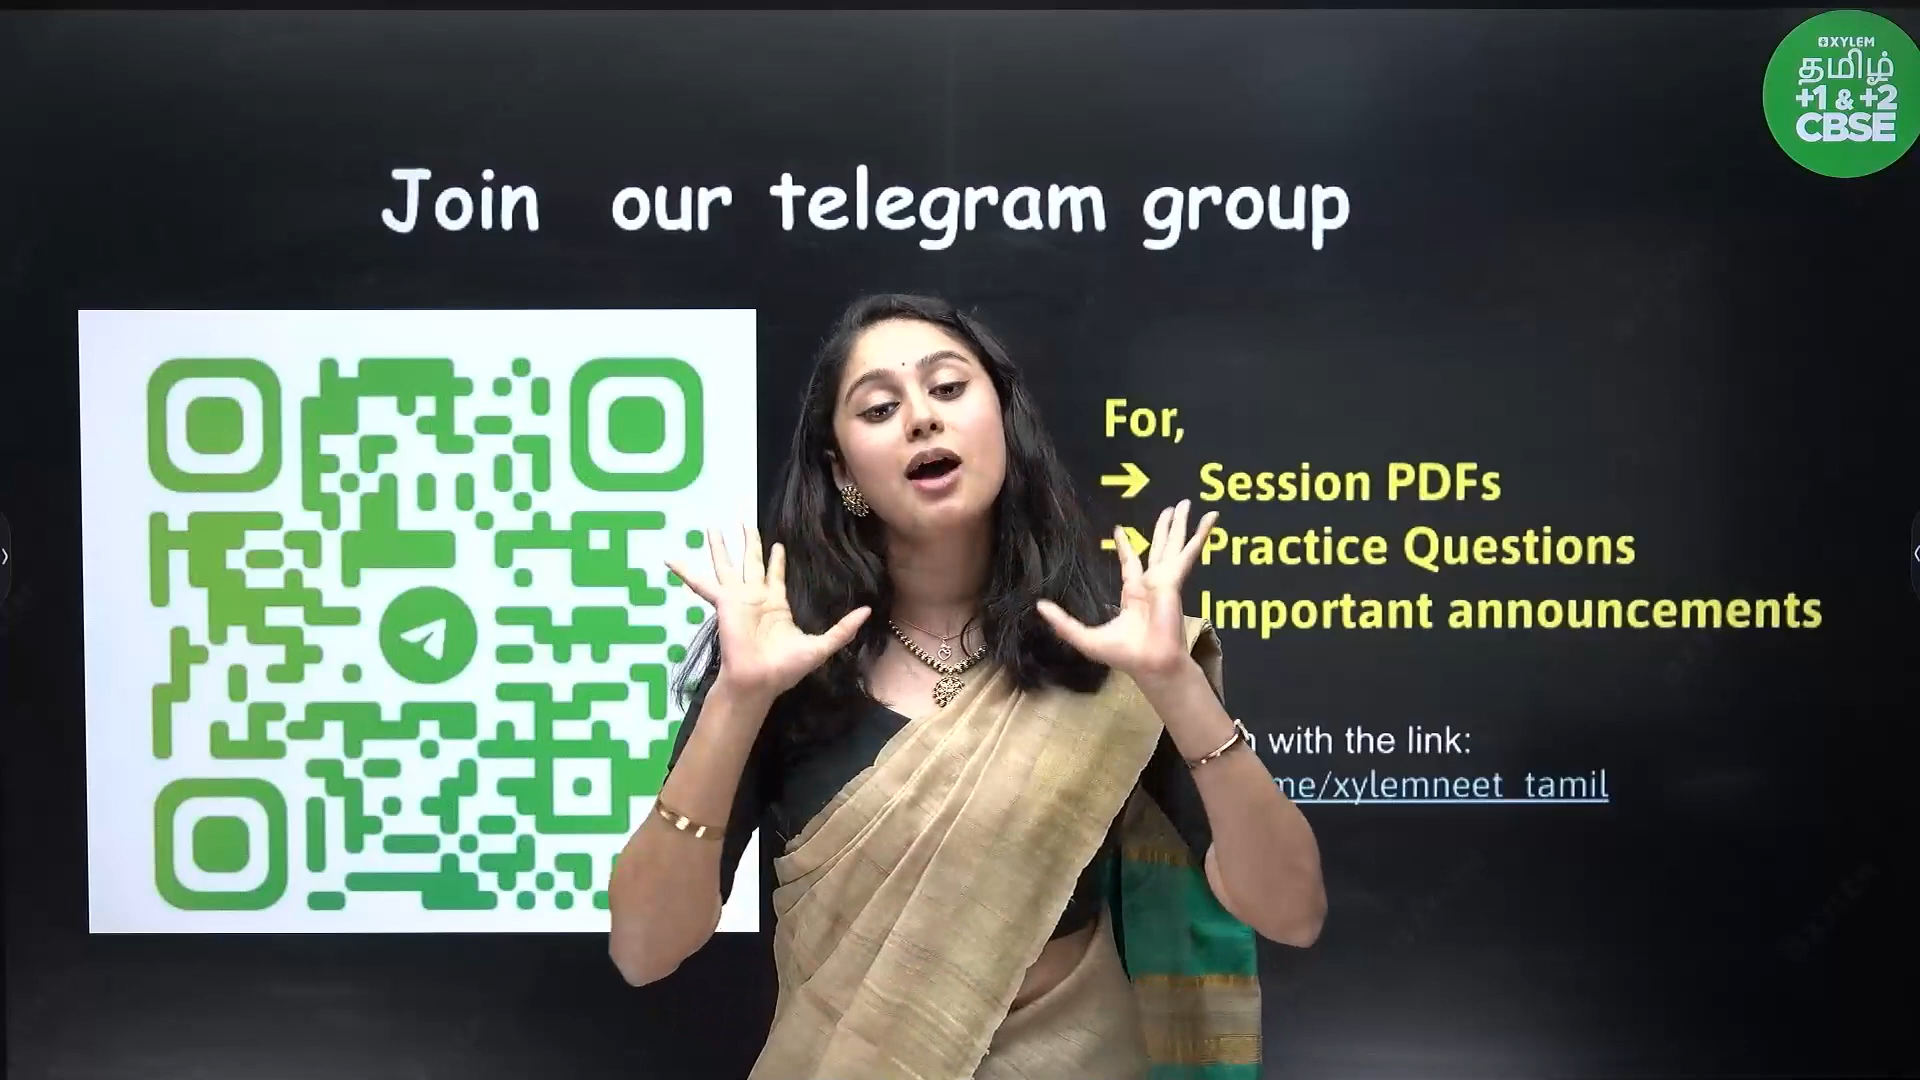 XYLEM
தமிழ்
+1 & +2
CBSE
Join our telegram group
For,
→ Session PDFs
→ Practice Questions
Important announcements
with the link:
me/xylemneet_tamil